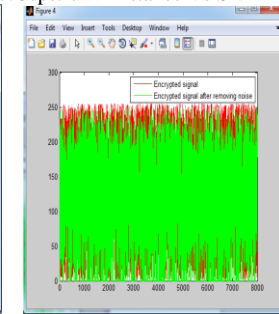 Figure 4
File Edit View Insert Tools Desktop Window Help
300
Encrypted signal
Encrypted signal after removing noise
250
200
150
100
50
0
0 1000 2000 3000 4000 5000 6000 7000 8000